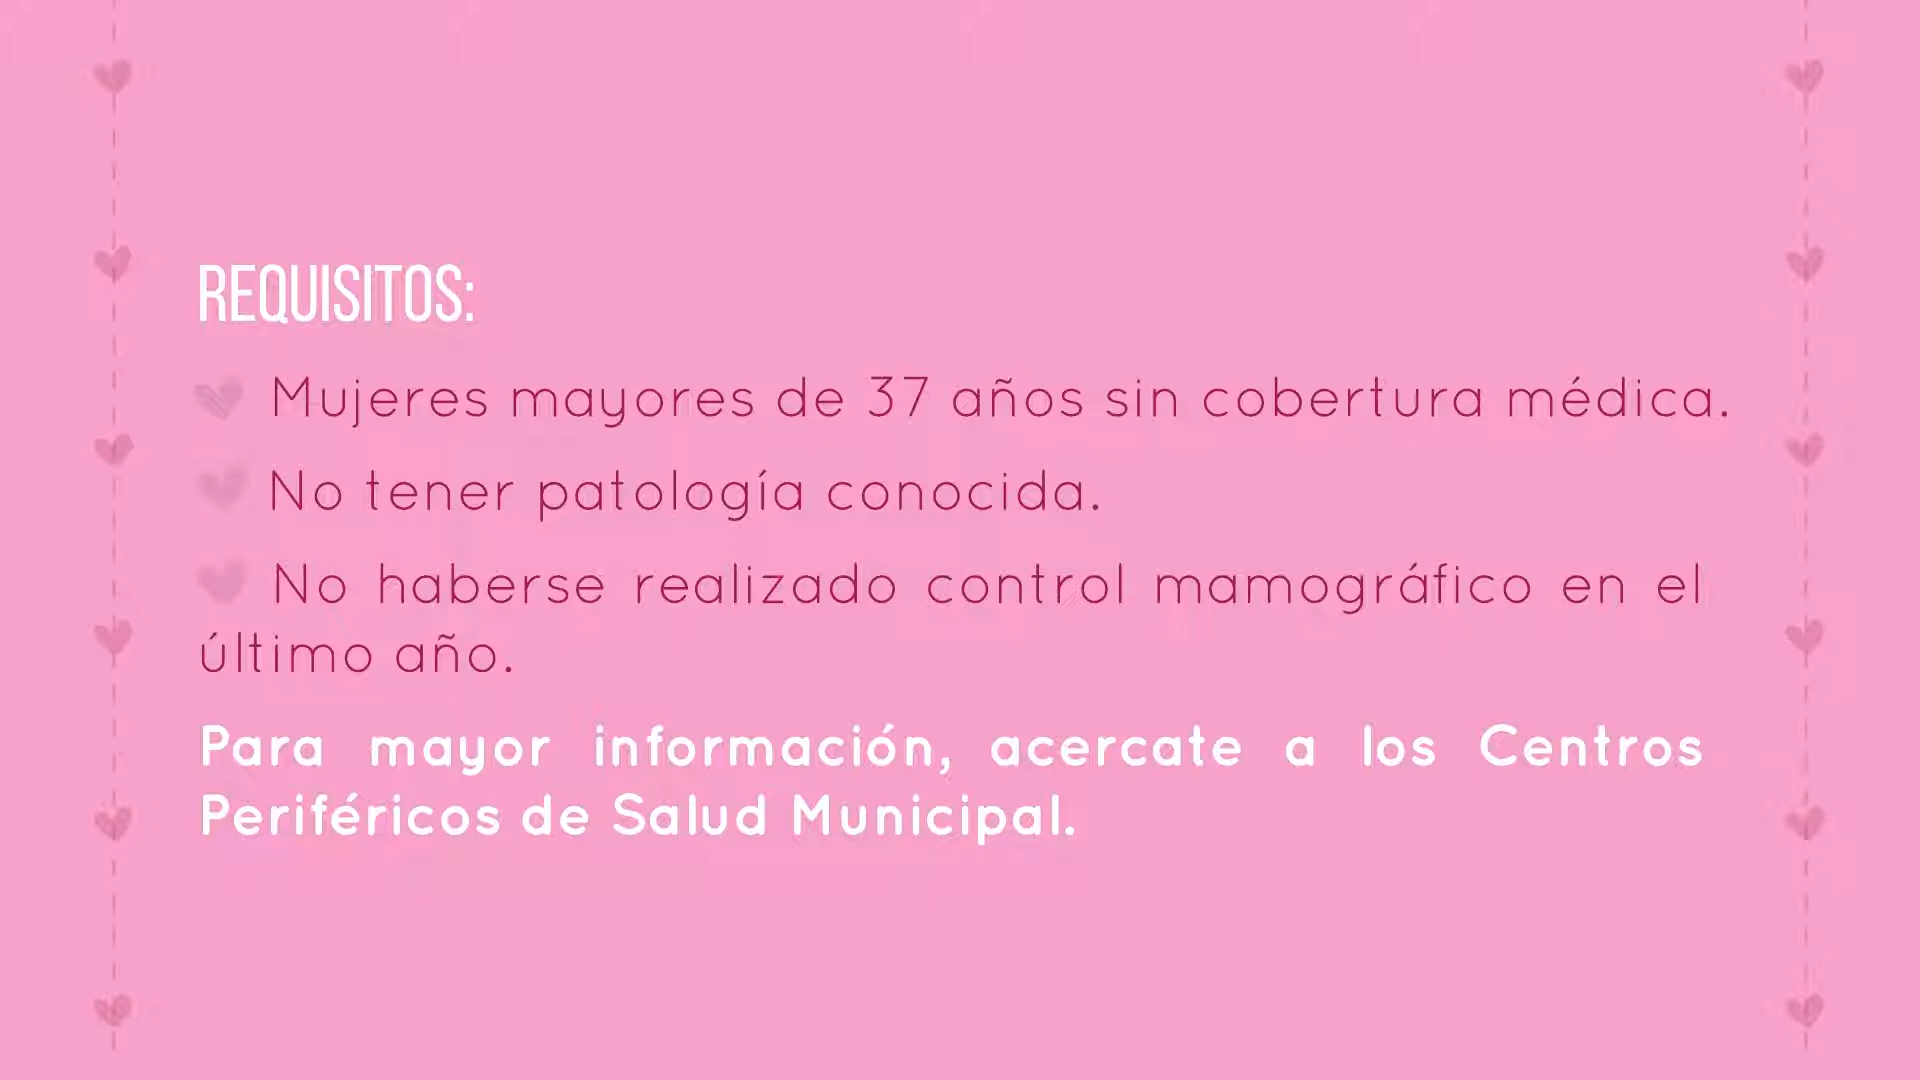 REQUISITOS:
Mujeres mayores de 37 años sin cobertura médica.
No tener patología conocida.
No haberse realizado control mamográfico en el
último año.
Para mayor información, acercate a los Centros
Periféricos de Salud Municipal.